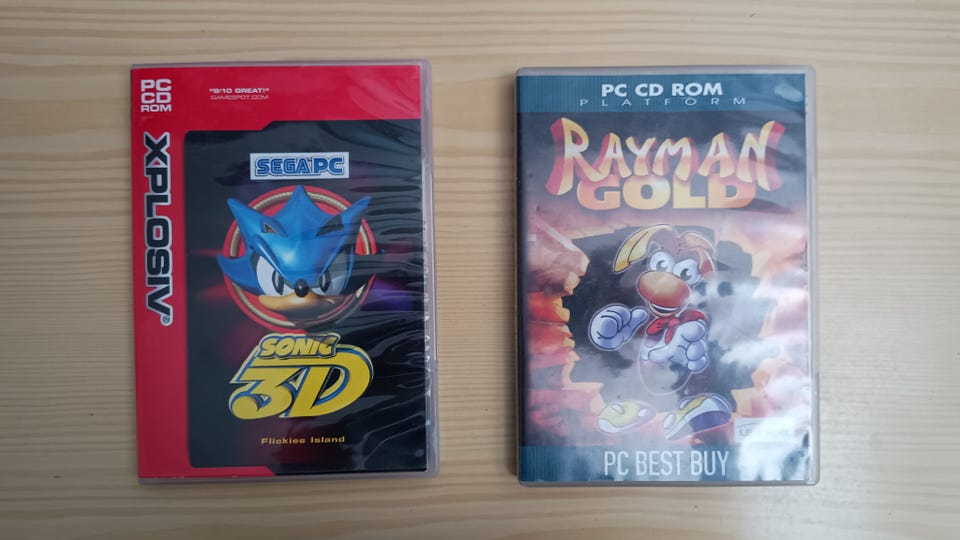 PC
CD
ROM
"8/10 GREAT!"
GAMESPOT.COM
XPLOSIV®
SEGA PC
SONIC
3D
Flickies Island
PC CD ROM
PLATFORM
RAYMAN
GOLD
PC BEST BUY